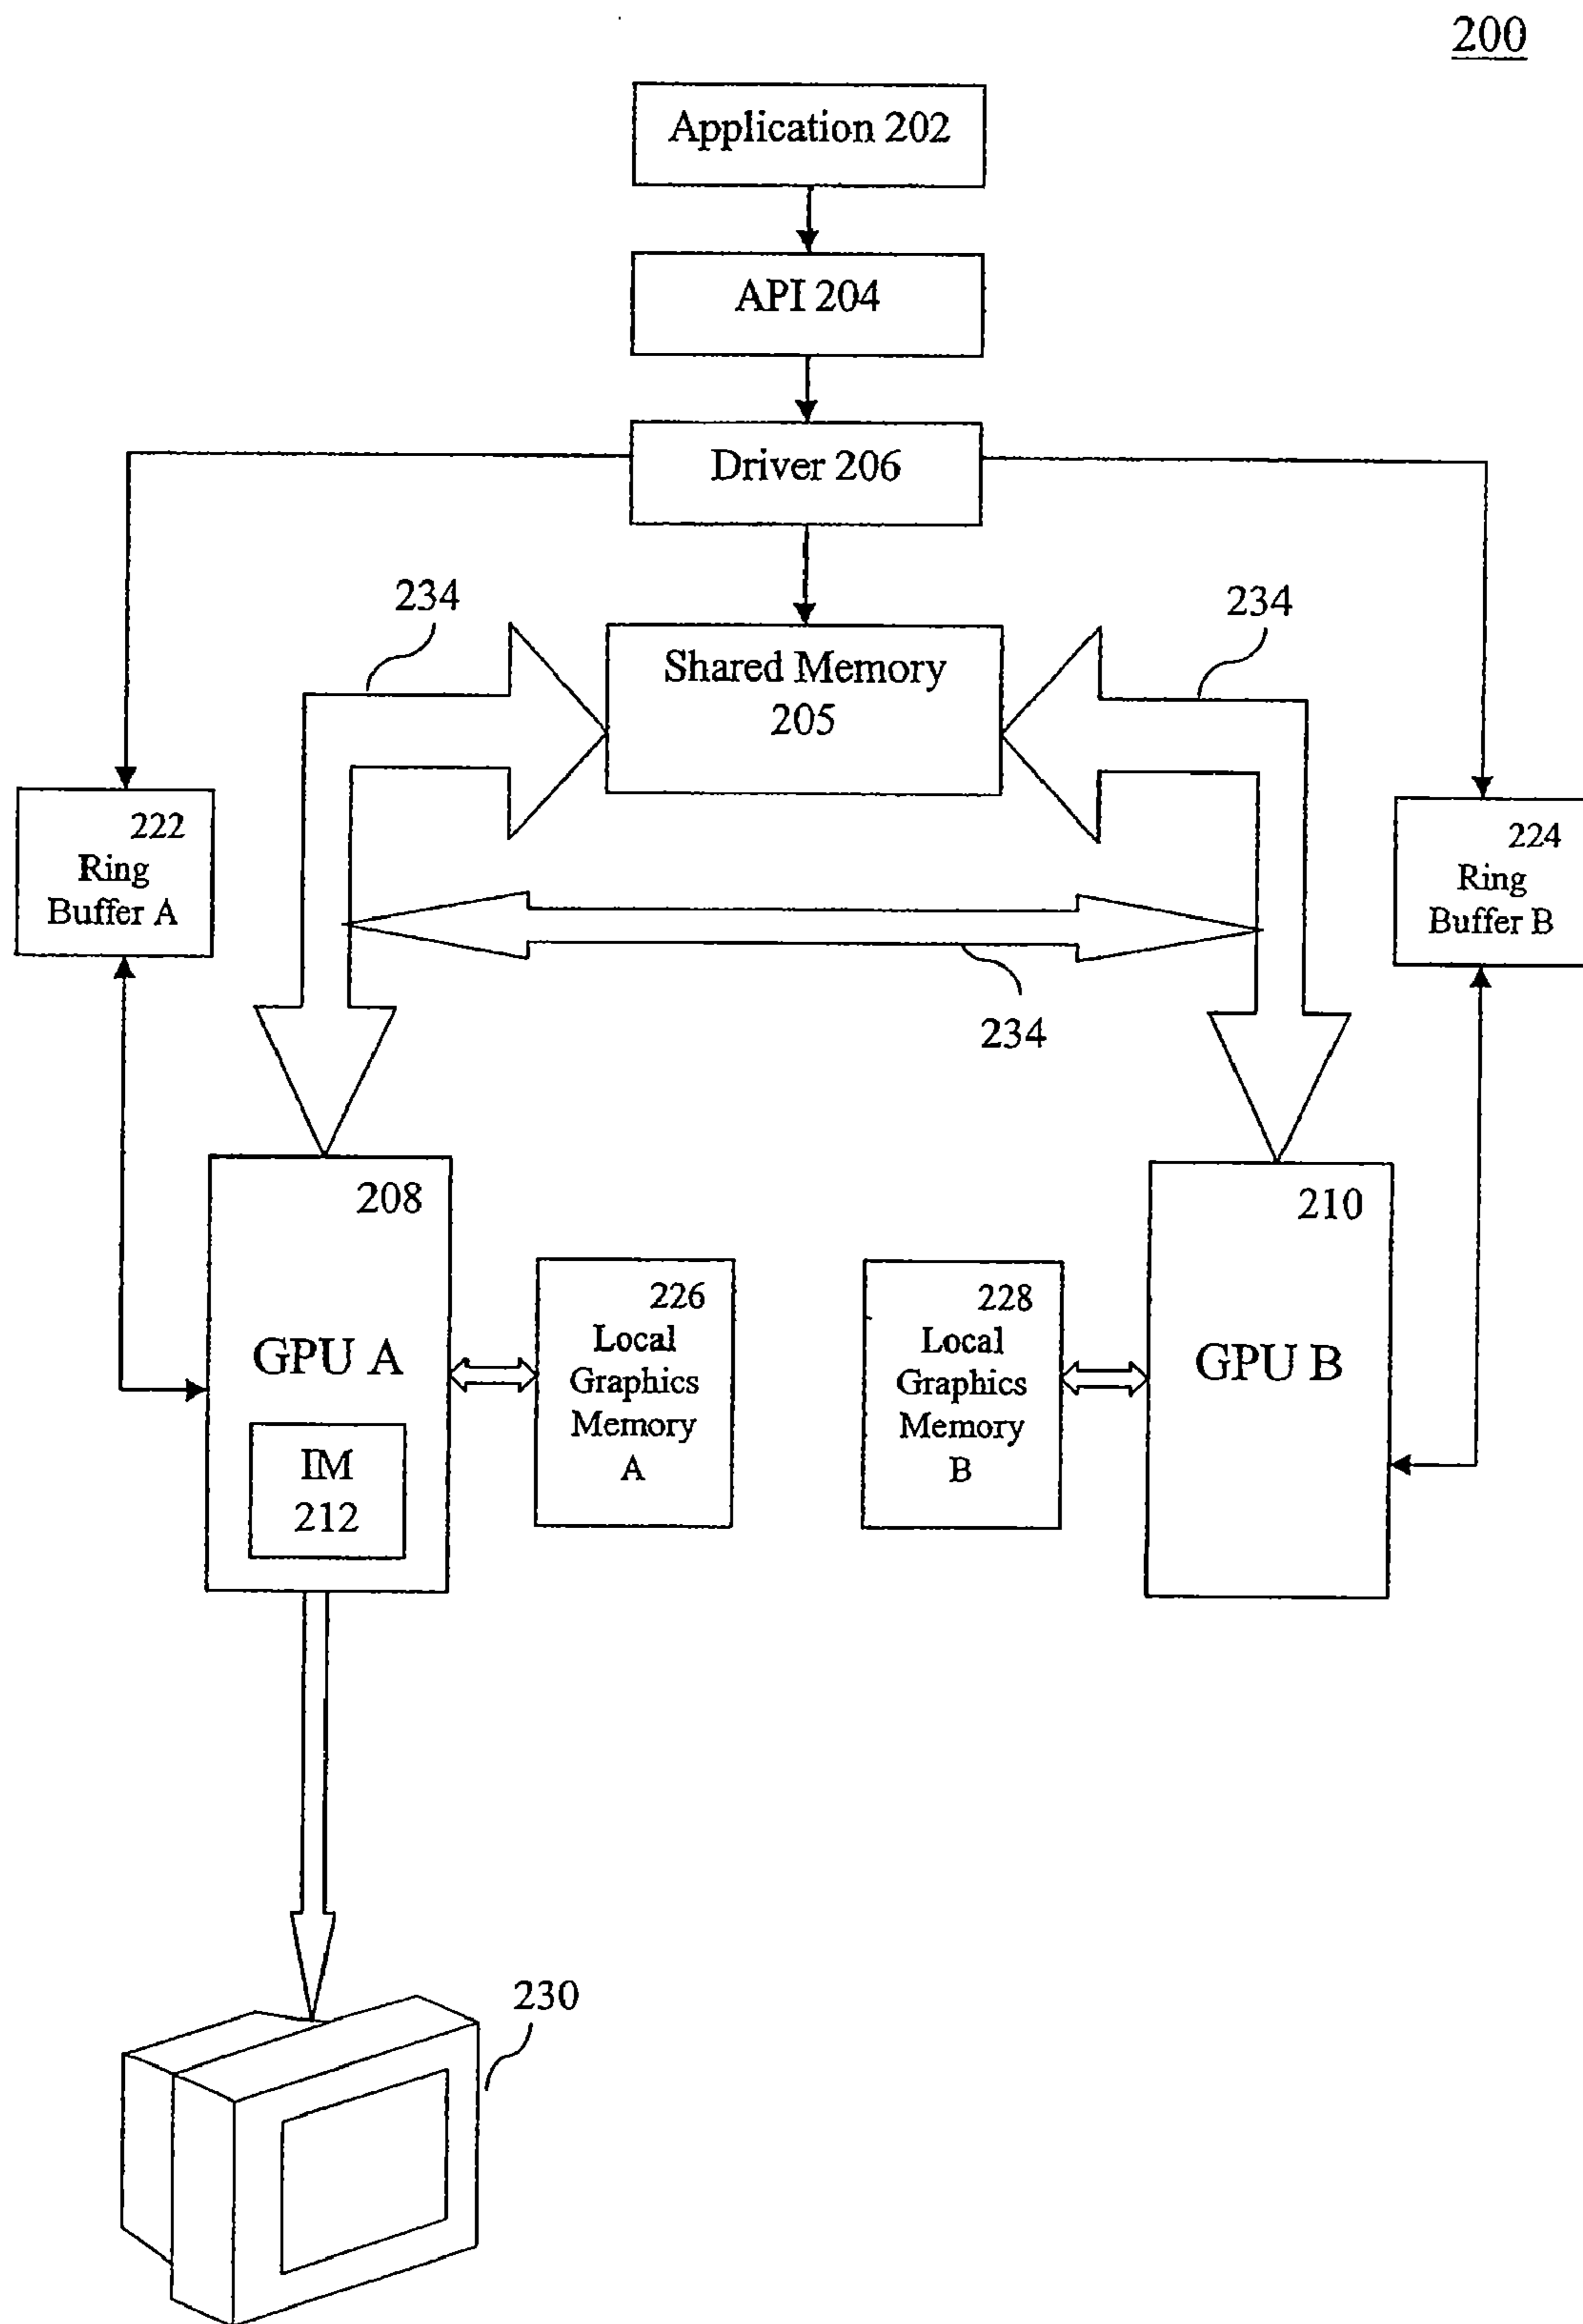 200
Application 202
API 204
Driver 206
234
234
Shared Memory
205
222
Ring
Buffer A
224
Ring
Buffer B
234
208
GPU A
IM
212
226
Local
Graphics
Memory
A
228
Local
Graphics
Memory
B
210
GPU B
230